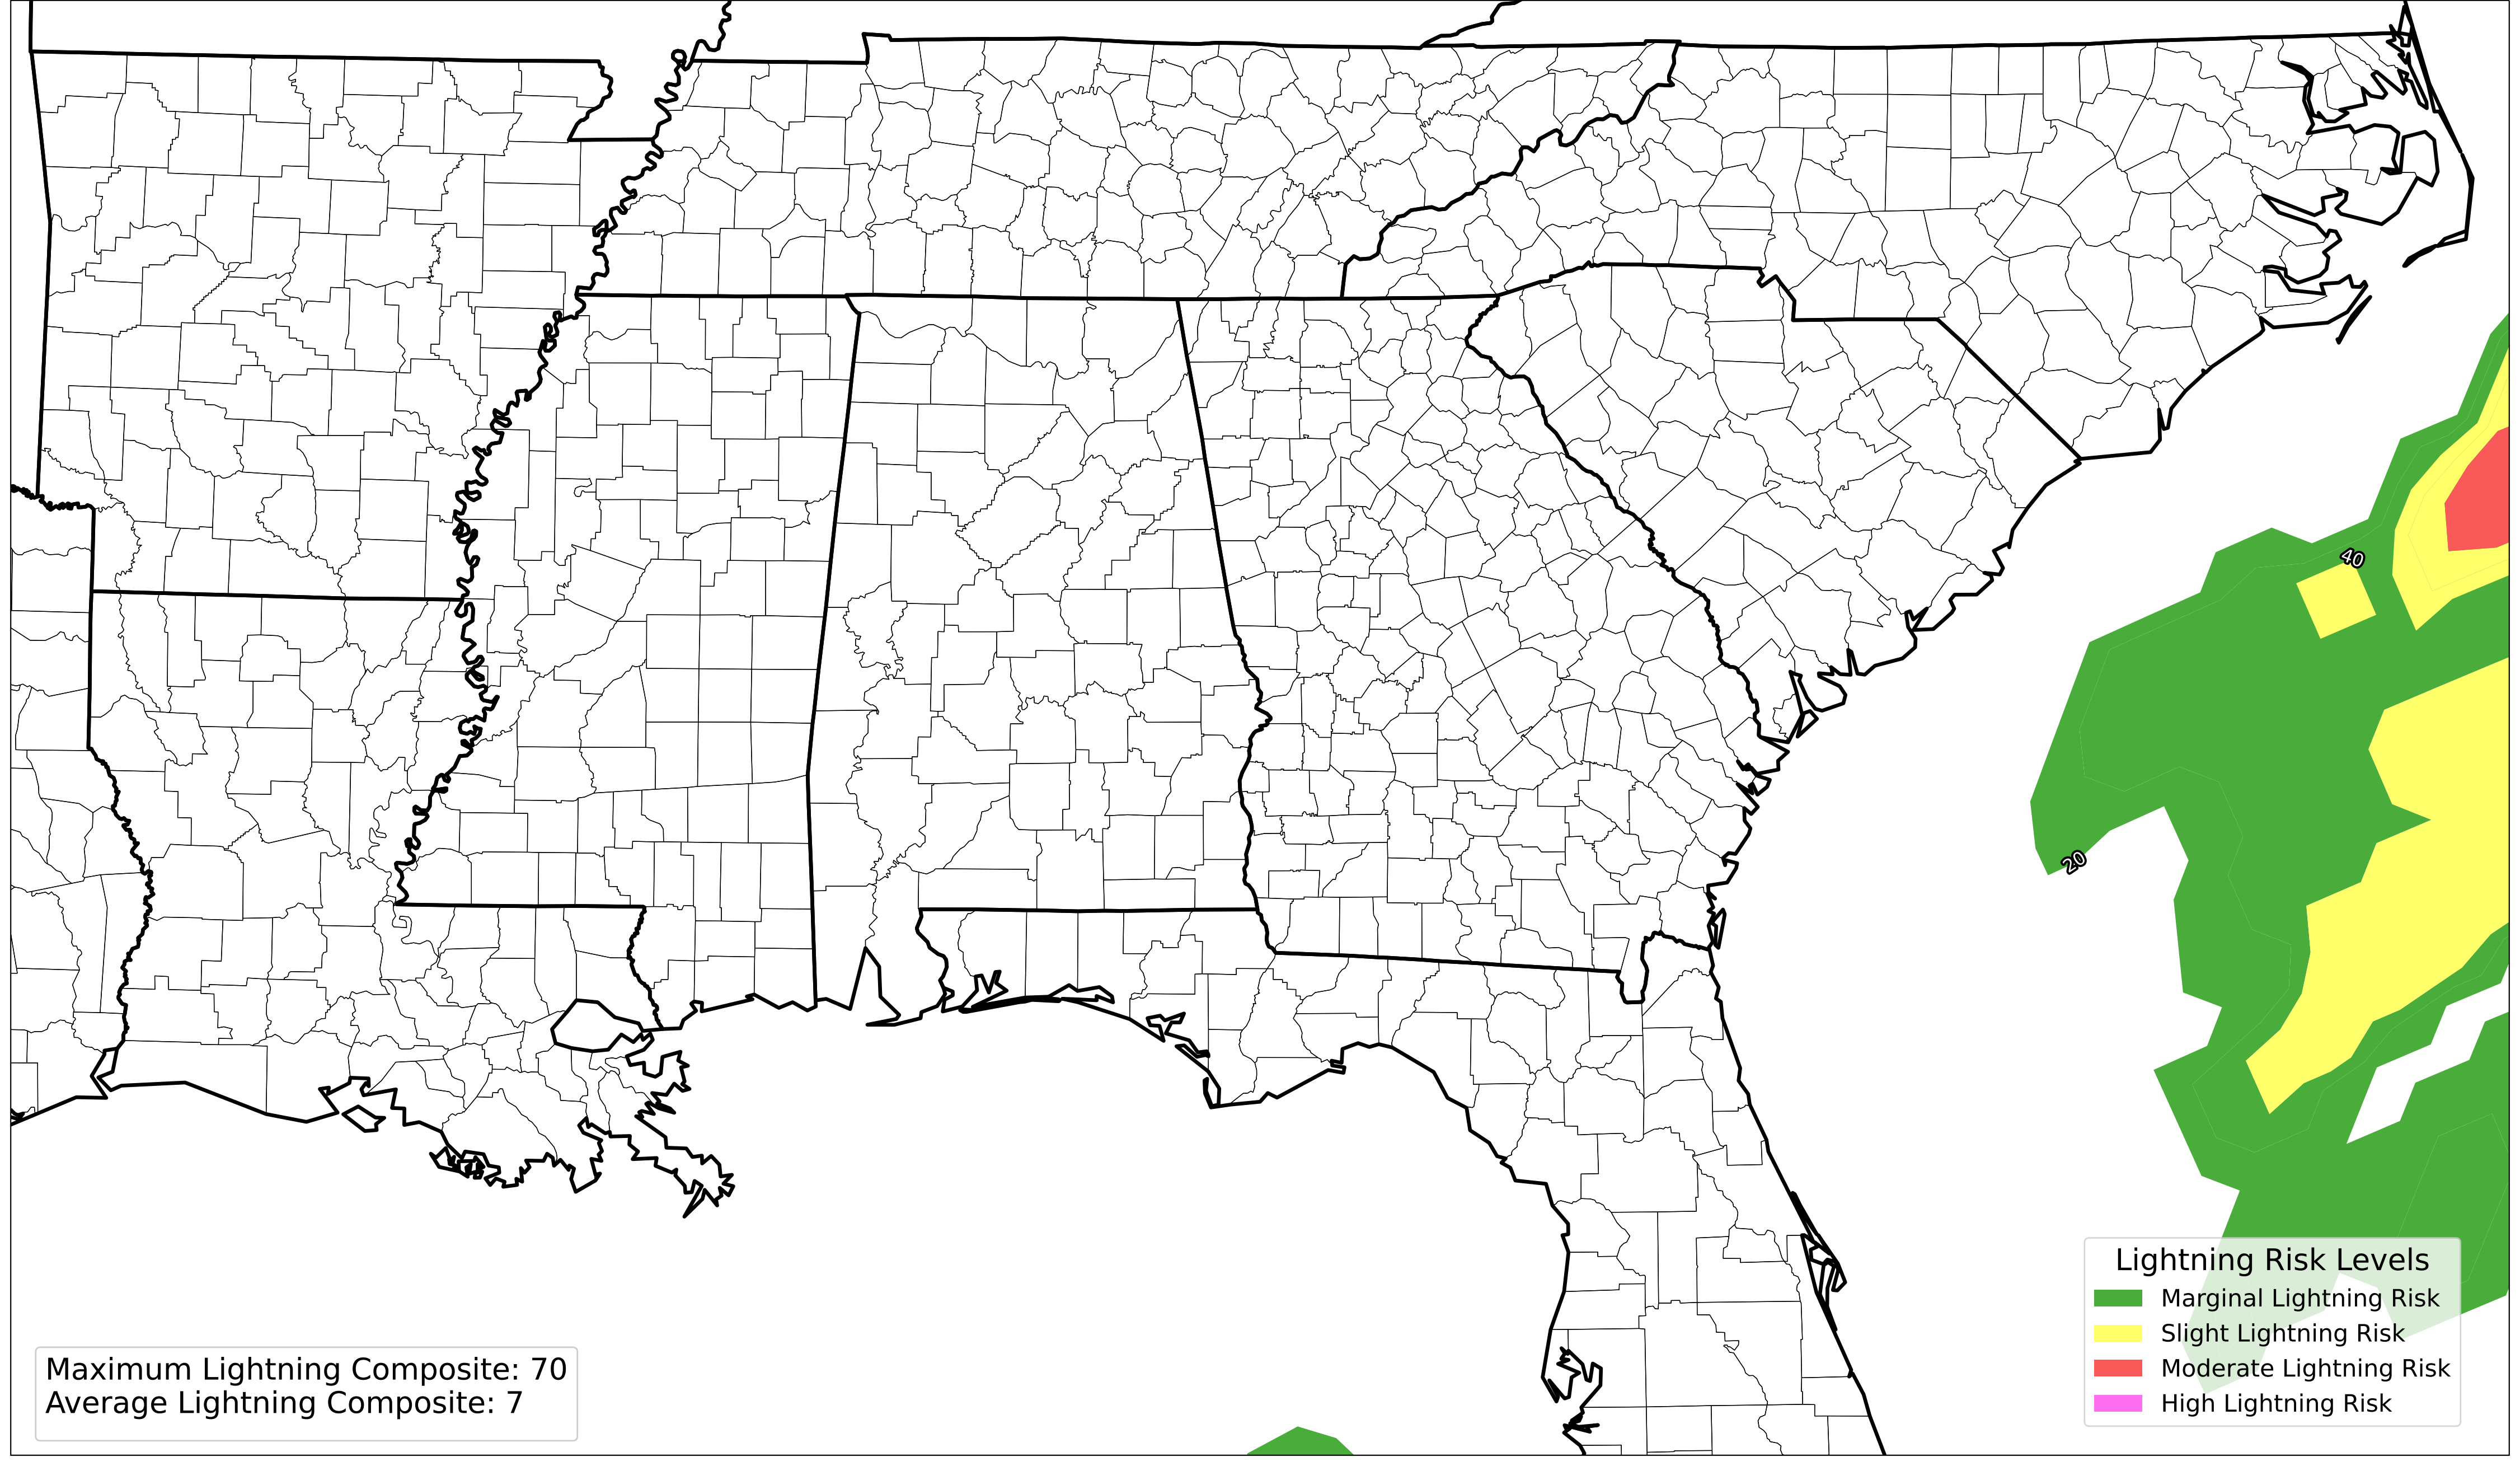 40
20
Lightning Risk Levels
Marginal Lightning Risk
Slight Lightning Risk
Moderate Lightning Risk
High Lightning Risk
Maximum Lightning Composite: 70
Average Lightning Composite: 7